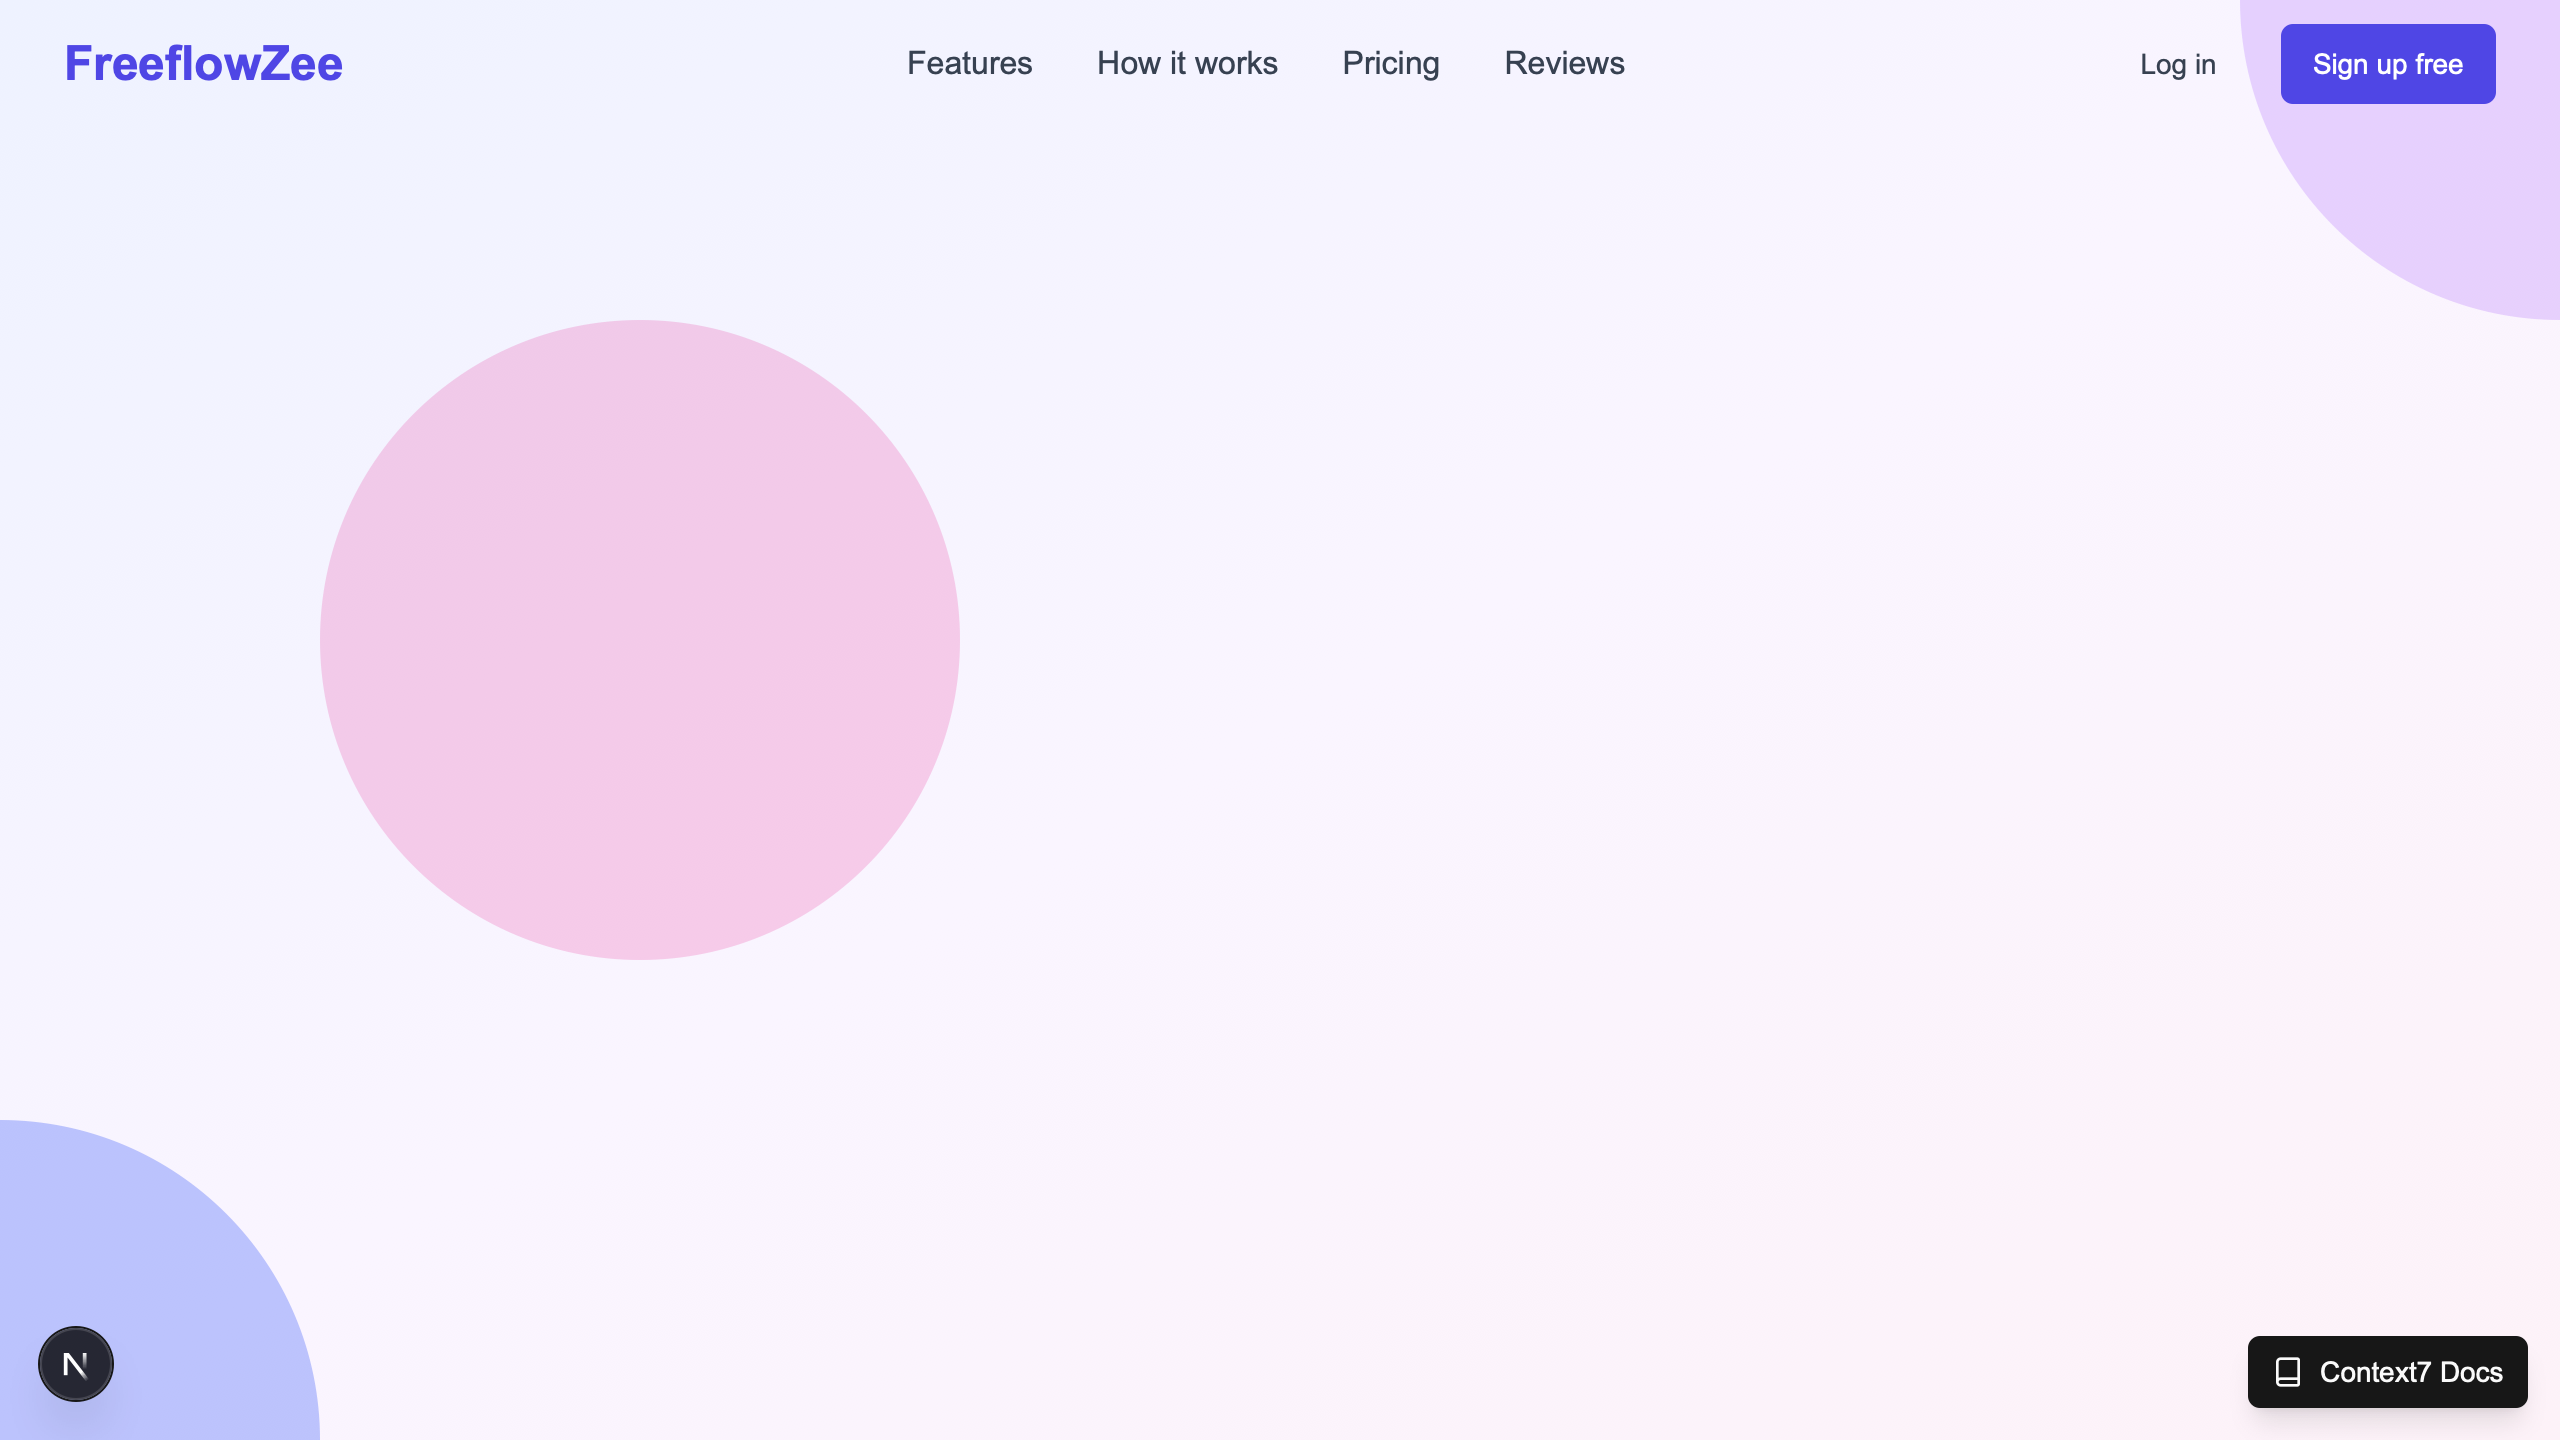 FreeflowZee
Features
How it works
Pricing
Reviews
Log in
Sign up free
N
Context7 Docs